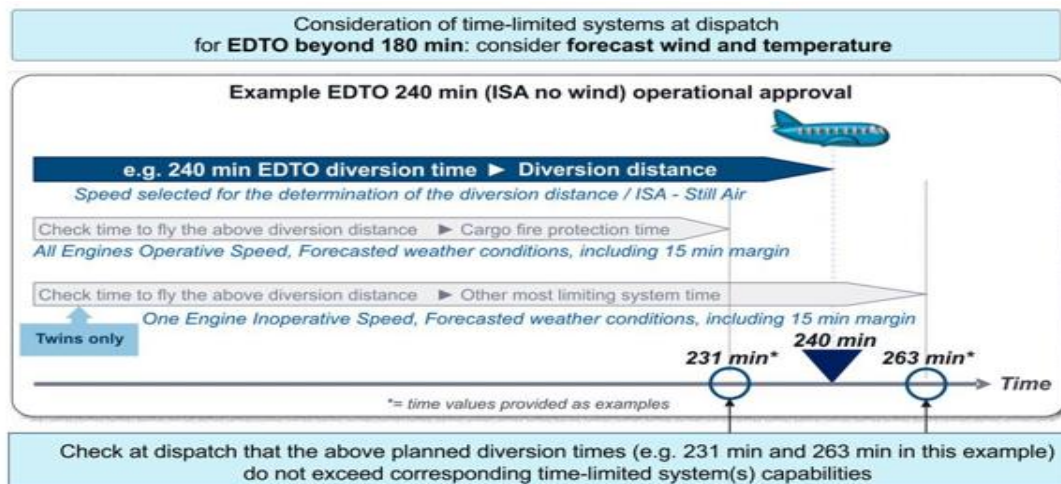 Consideration of time-limited systems at dispatch
for EDTO beyond 180 min: consider forecast wind and temperature
Example EDTO 240 min (ISA no wind) operational approval
e.g. 240 min EDTO diversion time ► Diversion distance
Speed selected for the determination of the diversion distance / ISA - Still Air
Check time to fly the above diversion distance ► Cargo fire protection time
All Engines Operative Speed, Forecasted weather conditions, including 15 min margin
Check time to fly the above diversion distance ► Other most limiting system time
Twins only
One Engine Inoperative Speed, Forecasted weather conditions, including 15 min margin
231 min*
240 min
263 min*
Time
*= time values provided as examples
Check at dispatch that the above planned diversion times (e.g. 231 min and 263 min in this example)
do not exceed corresponding time-limited system(s) capabilities